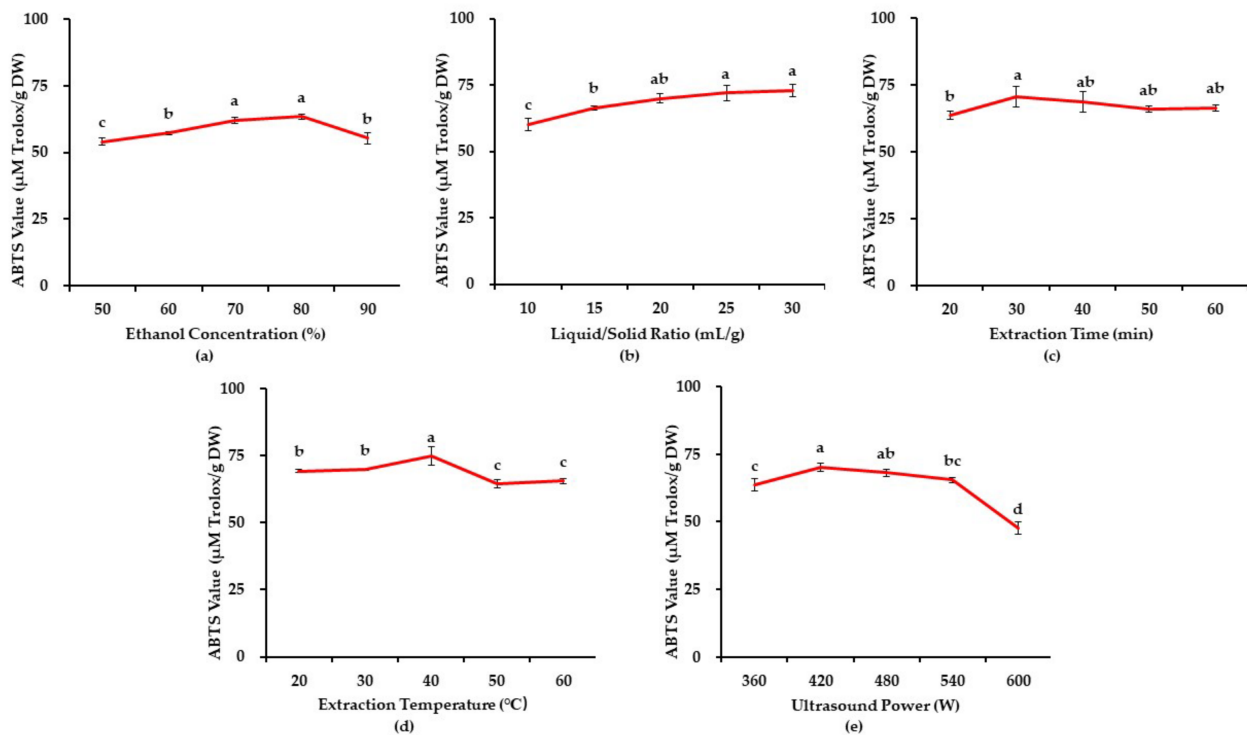 100
75
50
25
0
ABTS Value (µM Trolox/g DW)
c b a a b
50 60 70 80 90
Ethanol Concentration (%)
(a)
100
75
50
25
0
ABTS Value (µM Trolox/g DW)
c b ab a a
10 15 20 25 30
Liquid/Solid Ratio (mL/g)
(b)
100
75
50
25
0
ABTS Value (µM Trolox/g DW)
b a ab ab ab
20 30 40 50 60
Extraction Time (min)
(c)
100
75
50
25
0
ABTS Value (µM Trolox/g DW)
b b a c c
20 30 40 50 60
Extraction Temperature (°C)
(d)
100
75
50
25
0
ABTS Value (µM Trolox/g DW)
c a ab bc d
360 420 480 540 600
Ultrasound Power (W)
(e)